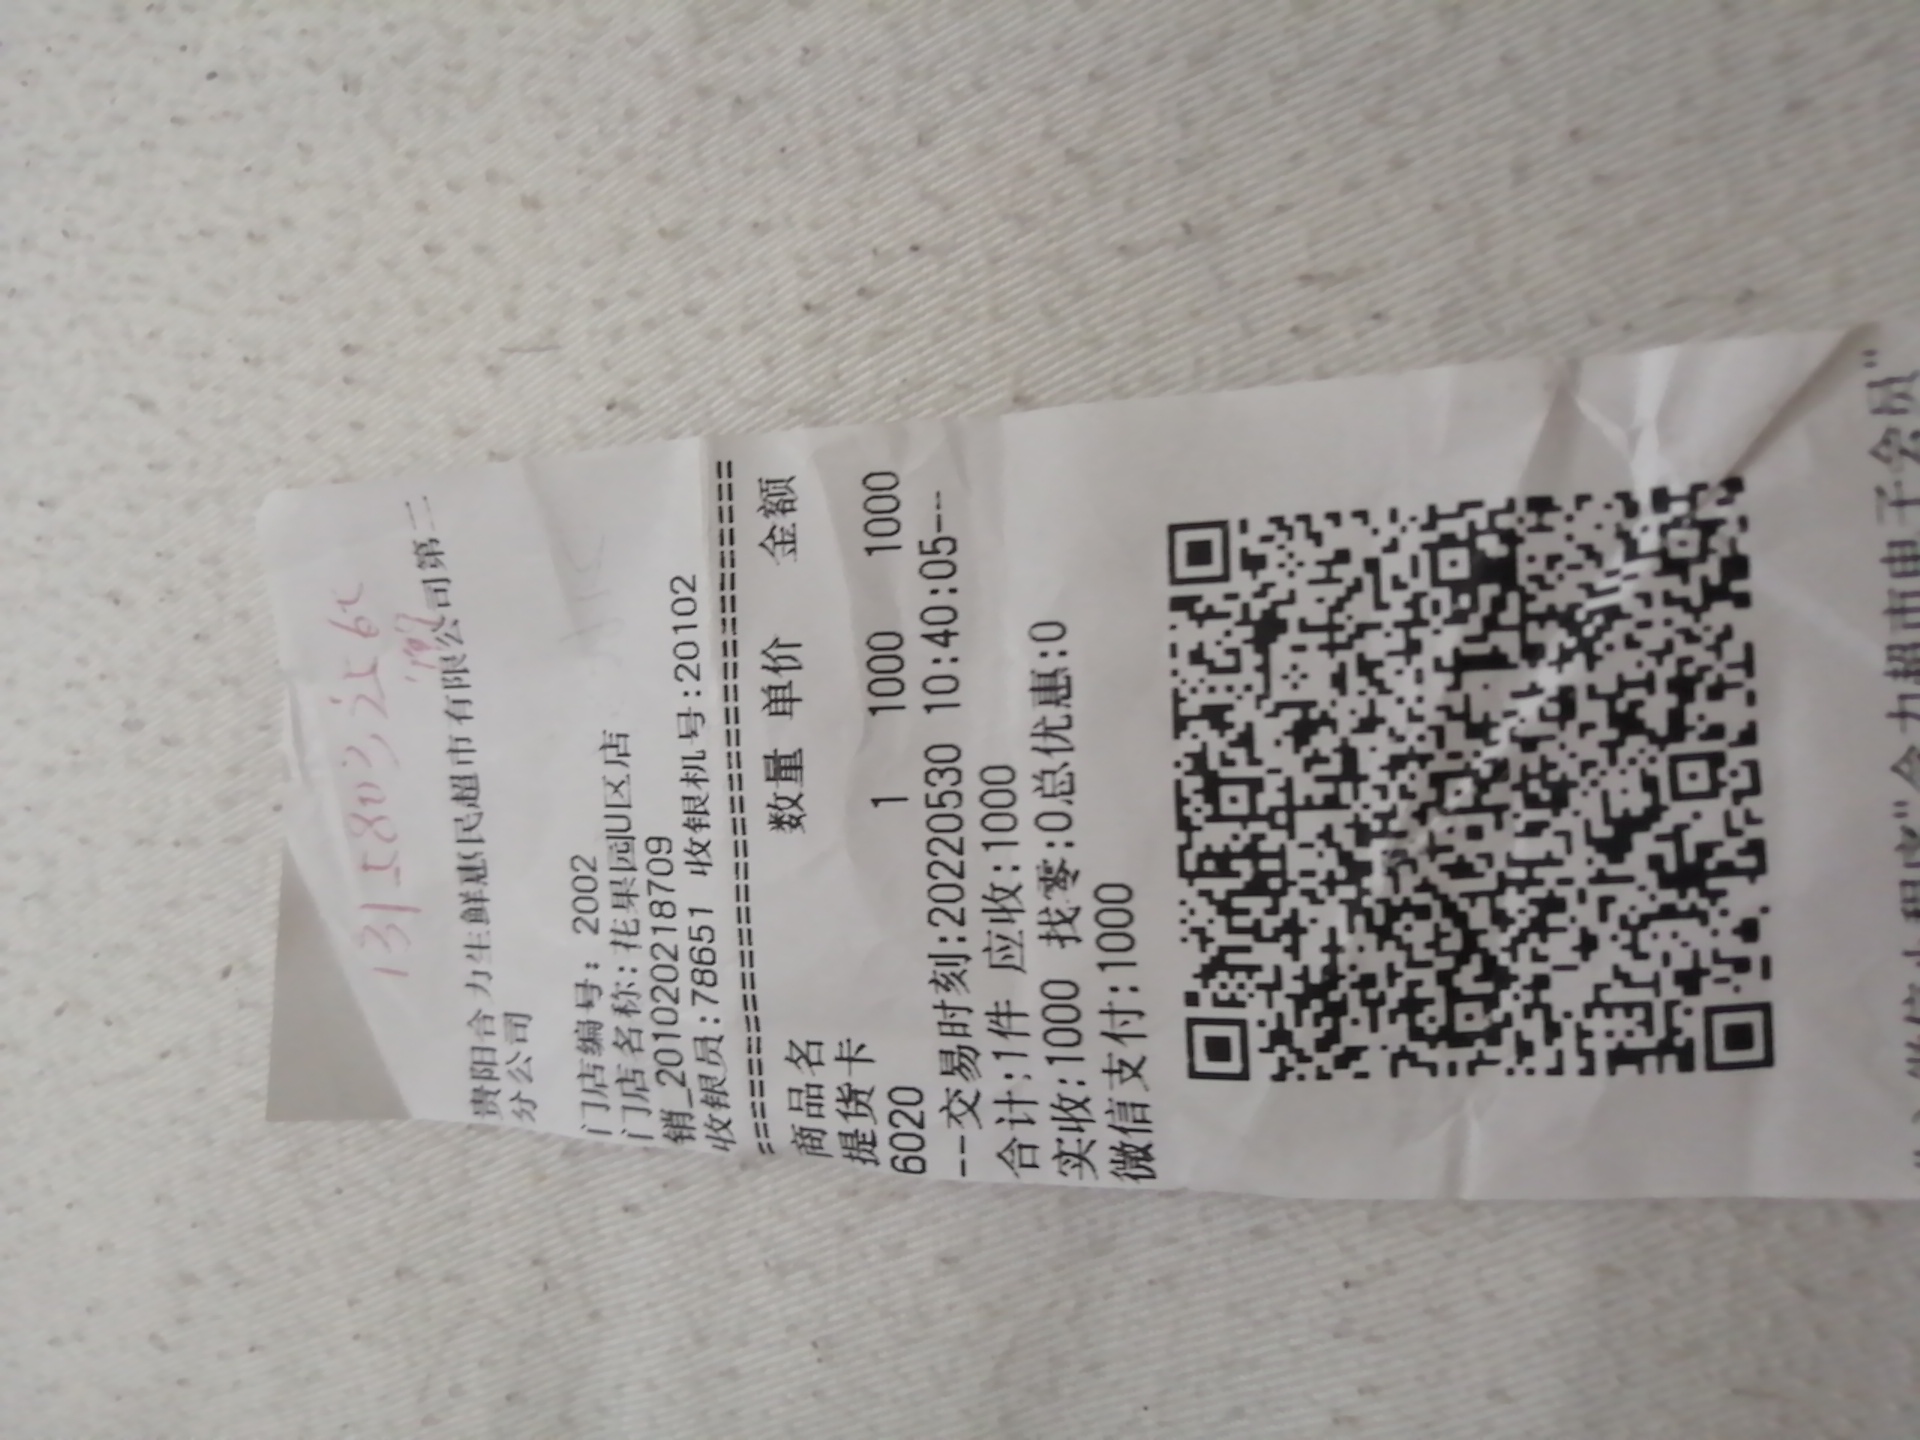 贵阳合力生鲜惠民超市有限公司第二
分公司
门店编号: 2002
门店名称:花果园U区店
销_2010220218709
收银员:78651 收银机号:20102
==========================================
商品名 数量 单价 金额
提货卡
6020 1 1000 1000
---交易时刻:20220530 10:40:05--
合计:1件 应收:1000
实收:1000 找零:0总优惠:0
微信支付:1000